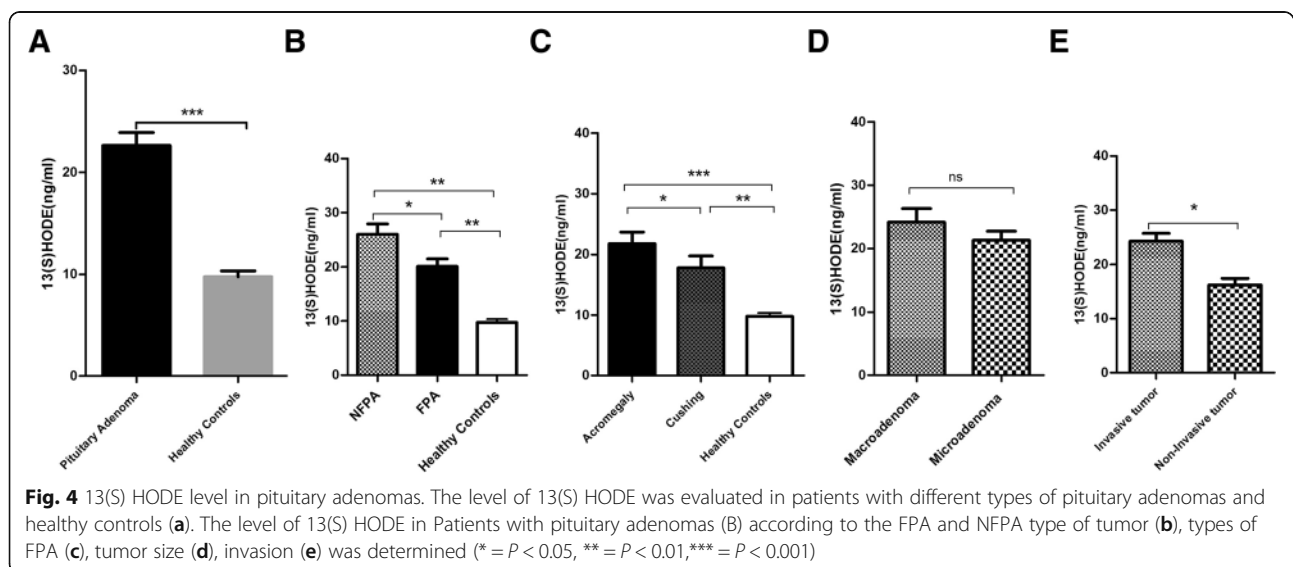 A
B
C
D
E
13(S)HODE(ng/ml)
30
20
10
0
***
Pituitary Adenoma
Healthy Controls
13(S)HODE(ng/ml)
40
30
20
10
0
**
*
**
NFPA
FPA
Healthy Controls
13(S)HODE(ng/ml)
40
30
20
10
0
***
*
**
Acromegaly
Cushing
Healthy Controls
13(S)HODE(ng/ml)
40
30
20
10
0
ns
Macroadenoma
Microadenoma
13(S)HODE(ng/ml)
40
30
20
10
0
*
Invasive tumor
Non-Invasive tumor
Fig. 4 13(S) HODE level in pituitary adenomas. The level of 13(S) HODE was evaluated in patients with different types of pituitary adenomas and
healthy controls (a). The level of 13(S) HODE in Patients with pituitary adenomas (B) according to the FPA and NFPA type of tumor (b), types of
FPA (c), tumor size (d), invasion (e) was determined (* = P < 0.05, ** = P < 0.01,*** = P < 0.001)